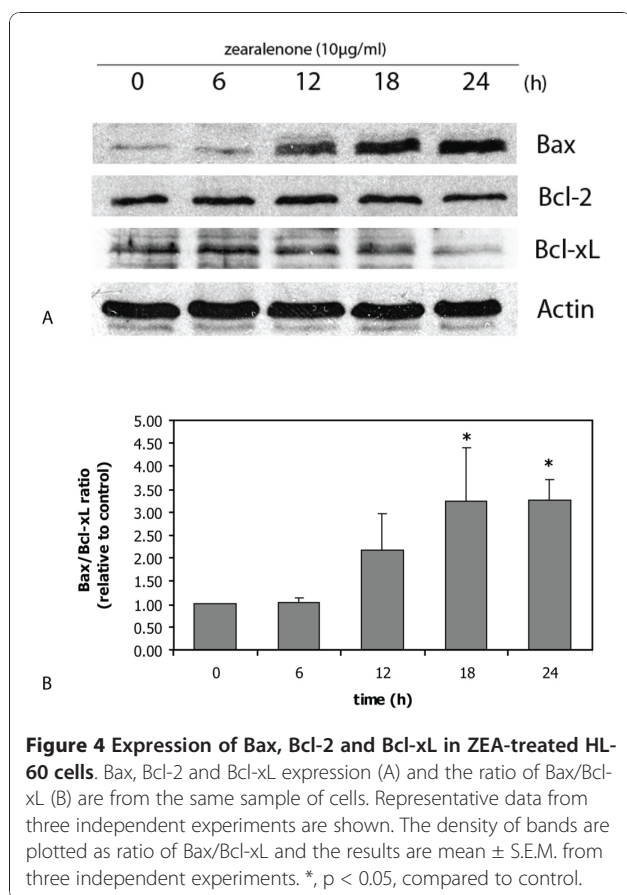 zearalenone (10µg/ml)
0 6 12 18 24 (h)
Bax
Bcl-2
Bcl-xL
Actin
A
5.00
4.50
4.00
3.50
3.00
2.50
2.00
1.50
1.00
0.50
0.00
Bax/Bcl-xL ratio
(relative to control)
* *
0 6 12 18 24
time (h)
B
Figure 4 Expression of Bax, Bcl-2 and Bcl-xL in ZEA-treated HL-
60 cells. Bax, Bcl-2 and Bcl-xL expression (A) and the ratio of Bax/Bcl-
xL (B) are from the same sample of cells. Representative data from
three independent experiments are shown. The density of bands are
plotted as ratio of Bax/Bcl-xL and the results are mean ± S.E.M. from
three independent experiments. *, p < 0.05, compared to control.